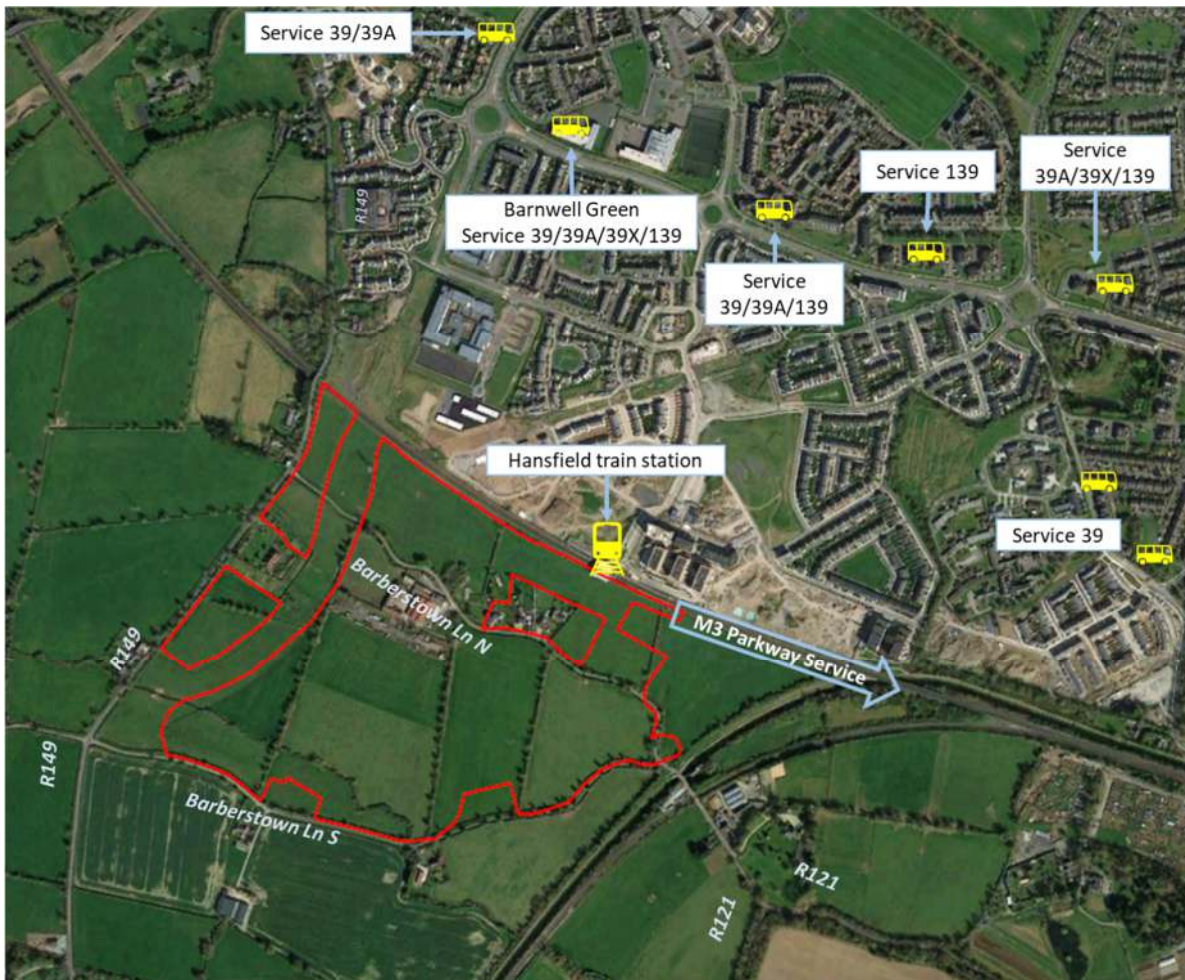 Service 39/39A
Service
39A/39X/139
Service 139
R149
Barnwell Green
Service 39/39A/39X/139
Service
39/39A/139
Hansfield train station
Service 39
Barberstown Ln N
M3 Parkway Service
R149
R149
Barberstown Ln S
R121
R121